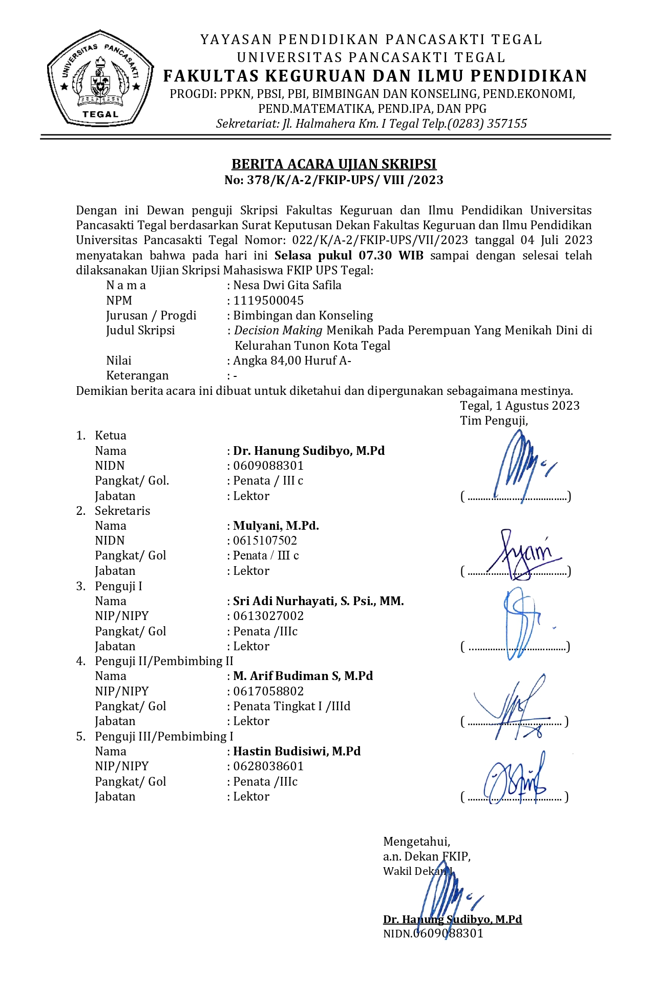 UNIVERSITAS PANCASAKTI
TEGAL
YAYASAN PENDIDIKAN PANCASAKTI TEGAL
UNIVERSITAS PANCASAKTI TEGAL
FAKULTAS KEGURUAN DAN ILMU PENDIDIKAN
PROGDI: PPKN, PBSI, PBI, BIMBINGAN DAN KONSELING, PEND.EKONOMI,
PEND.MATEMATIKA, PEND.IPA, DAN PPG
Sekretariat: Jl. Halmahera Km. I Tegal Telp.(0283) 357155
BERITA ACARA UJIAN SKRIPSI
No: 378/K/A-2/FKIP-UPS/ VIII /2023
Dengan ini Dewan penguji Skripsi Fakultas Keguruan dan Ilmu Pendidikan Universitas
Pancasakti Tegal berdasarkan Surat Keputusan Dekan Fakultas Keguruan dan Ilmu Pendidikan
Universitas Pancasakti Tegal Nomor: 022/K/A-2/FKIP-UPS/VII/2023 tanggal 04 Juli 2023
menyatakan bahwa pada hari ini Selasa pukul 07.30 WIB sampai dengan selesai telah
dilaksanakan Ujian Skripsi Mahasiswa FKIP UPS Tegal:
N a m a : Nesa Dwi Gita Safila
NPM : 1119500045
Jurusan / Progdi : Bimbingan dan Konseling
Judul Skripsi : Decision Making Menikah Pada Perempuan Yang Menikah Dini di
Kelurahan Tunon Kota Tegal
Nilai : Angka 84,00 Huruf A-
Keterangan : -
Demikian berita acara ini dibuat untuk diketahui dan dipergunakan sebagaimana mestinya.
Tegal, 1 Agustus 2023
Tim Penguji,
1. Ketua
Nama : Dr. Hanung Sudibyo, M.Pd
NIDN : 0609088301
Pangkat/ Gol. : Penata / III c
Jabatan : Lektor ( ....................................)
2. Sekretaris
Nama : Mulyani, M.Pd.
NIDN : 0615107502
Pangkat/ Gol : Penata / III c
Jabatan : Lektor ( ....................................)
3. Penguji I
Nama : Sri Adi Nurhayati, S. Psi., MM.
NIP/NIPY : 0613027002
Pangkat/ Gol : Penata /IIIc
Jabatan : Lektor ( ...................................)
4. Penguji II/Pembimbing II
Nama : M. Arif Budiman S, M.Pd
NIP/NIPY : 0617058802
Pangkat/ Gol : Penata Tingkat I /IIId
Jabatan : Lektor ( .................................. )
5. Penguji III/Pembimbing I
Nama : Hastin Budisiwi, M.Pd
NIP/NIPY : 0628038601
Pangkat/ Gol : Penata /IIIc
Jabatan : Lektor ( .................................. )
Mengetahui,
a.n. Dekan FKIP,
Wakil Dekan I
Dr. Hanung Sudibyo, M.Pd
NIDN.0609088301